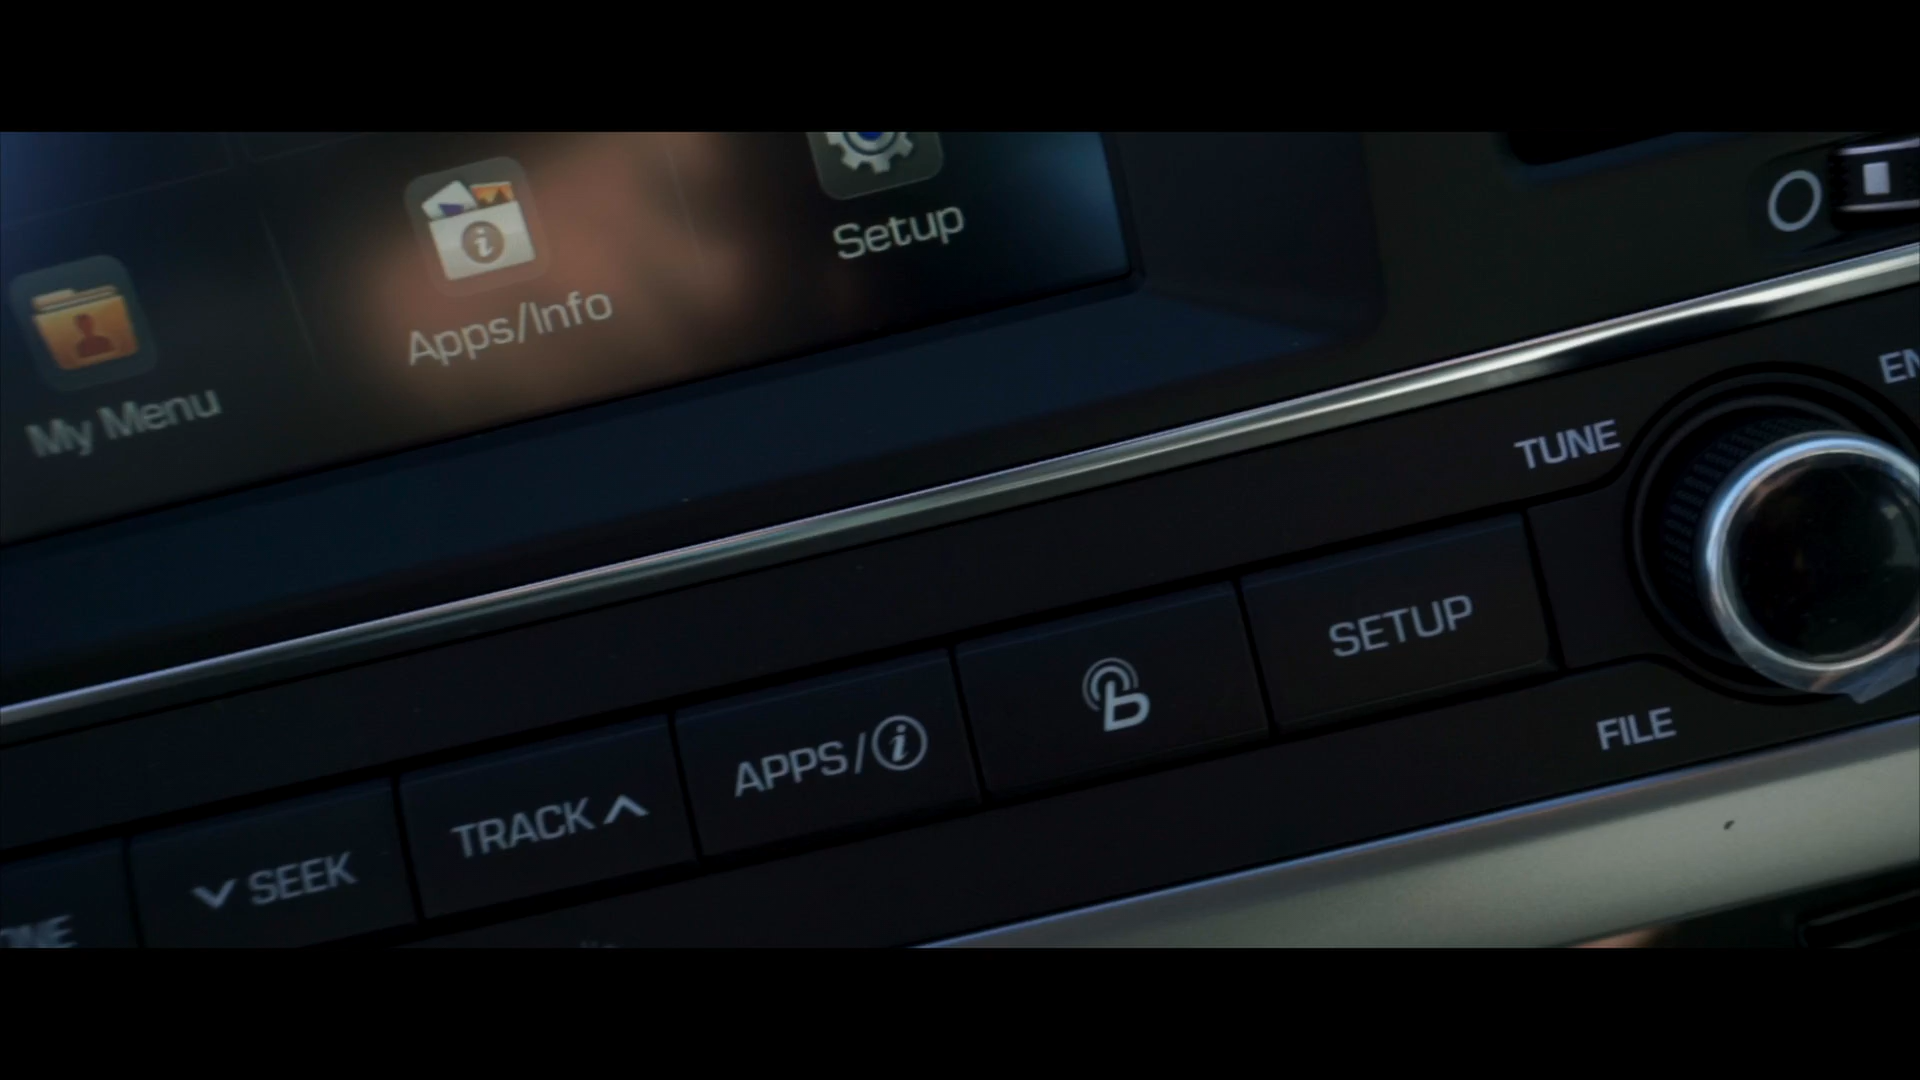 Setup
Apps/Info
My Menu
TUNE
SETUP
FILE
APPS/i
TRACK
SEEK